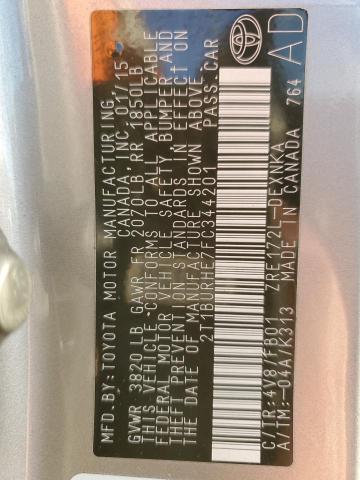 MFD.BY: TOYOTA MOTOR MANUFACTURING
CANADA, INC. 01/15
GVWR 3820LB GAWR FR 2070LB RR 1850LB
THIS VEHICLE CONFORMS TO ALL APPLICABLE
FEDERAL MOTOR VEHICLE SAFETY, BUMPER AND
THEFT PREVENTION STANDARDS IN EFFECT ON
THE DATE OF MANUFACTURE SHOWN ABOVE.
2T1BURHE7FC344201 PASS.CAR
C/TR:4V8/FB01 ZRE172L-DEXNKA
A/TM:-04A/K313 MADE IN CANADA 764
AD